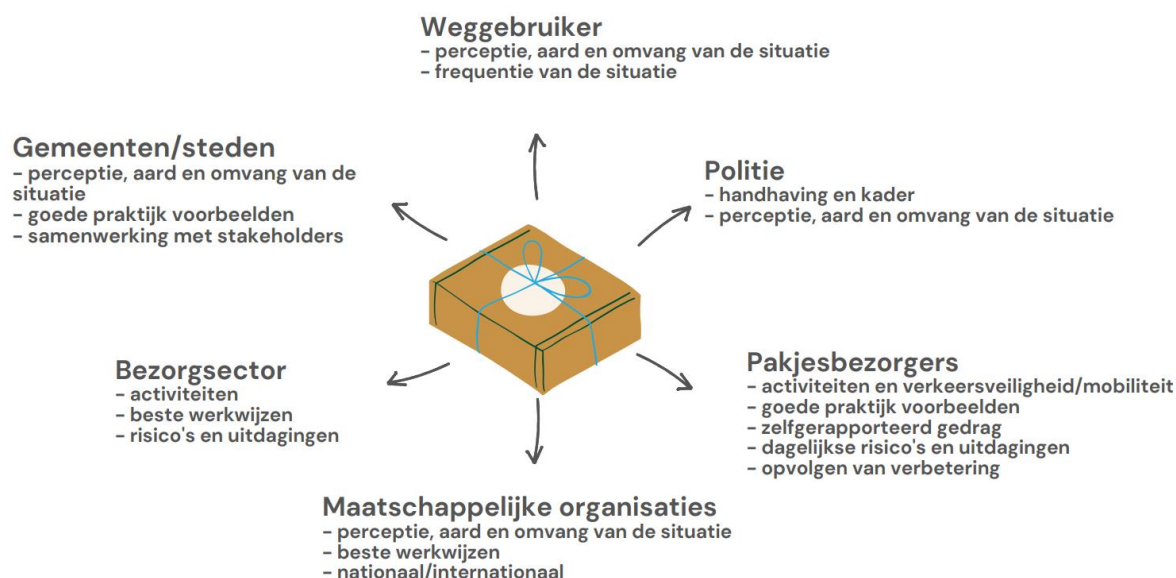 Weggebruiker
- perceptie, aard en omvang van de situatie
- frequentie van de situatie
Gemeenten/steden
- perceptie, aard en omvang van de
situatie
- goede praktijk voorbeelden
- samenwerking met stakeholders
Politie
- handhaving en kader
- perceptie, aard en omvang van de situatie
Bezorgsector
- activiteiten
- beste werkwijzen
- risico's en uitdagingen
Pakjesbezorgers
- activiteiten en verkeersveiligheid/mobiliteit
- goede praktijk voorbeelden
- zelfgerapporteerd gedrag
- dagelijkse risico's en uitdagingen
- opvolgen van verbetering
Maatschappelijke organisaties
- perceptie, aard en omvang van de situatie
- beste werkwijzen
- nationaal/internationaal